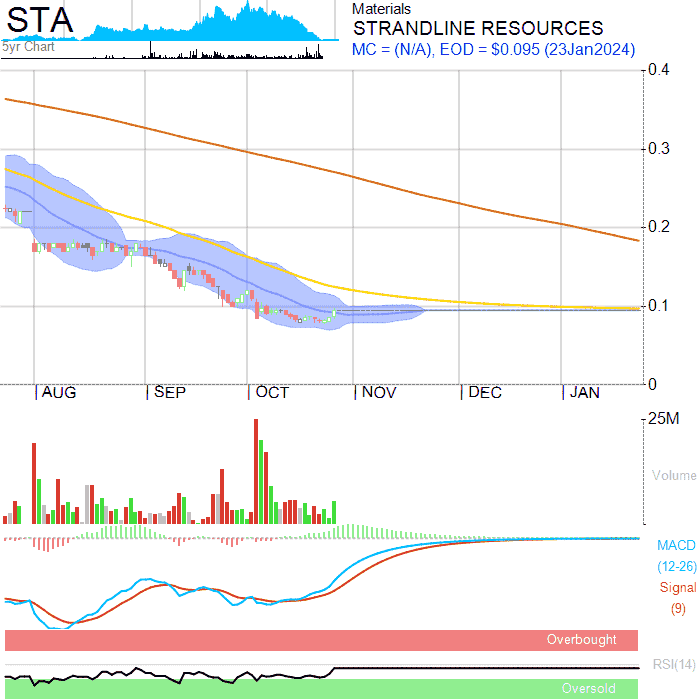 STA
5yr Chart
Materials
STRANDLINE RESOURCES
MC = (N/A), EOD = $0.095 (23Jan2024)
0.4
0.3
0.2
0.1
0
AUG SEP OCT NOV DEC JAN
25M
Volume
MACD
(12-26)
Signal
(9)
Overbought
RSI(14)
Oversold